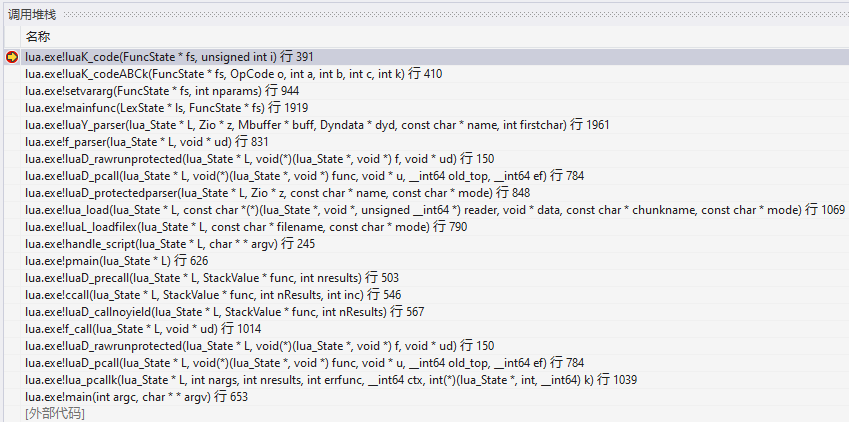 调用堆栈
名称
lua.exe!luaK_code(FuncState * fs, unsigned int i) 行 391
lua.exe!luaK_codeABCk(FuncState * fs, OpCode o, int a, int b, int c, int k) 行 410
lua.exe!setvararg(FuncState * fs, int nparams) 行 944
lua.exe!mainfunc(LexState * ls, FuncState * fs) 行 1919
lua.exe!luaY_parser(lua_State * L, Zio * z, Mbuffer * buff, Dyndata * dyd, const char * name, int firstchar) 行 1961
lua.exe!f_parser(lua_State * L, void * ud) 行 831
lua.exe!luaD_rawrunprotected(lua_State * L, void(*)(lua_State *, void *) f, void * ud) 行 150
lua.exe!luaD_pcall(lua_State * L, void(*)(lua_State *, void *) func, void * u, __int64 old_top, __int64 ef) 行 784
lua.exe!luaD_protectedparser(lua_State * L, Zio * z, const char * name, const char * mode) 行 848
lua.exe!lua_load(lua_State * L, const char *(*)(lua_State *, void *, unsigned __int64 *) reader, void * data, const char * chunkname, const char * mode) 行 1069
lua.exe!luaL_loadfilex(lua_State * L, const char * filename, const char * mode) 行 790
lua.exe!handle_script(lua_State * L, char * * argv) 行 245
lua.exe!pmain(lua_State * L) 行 626
lua.exe!luaD_precall(lua_State * L, StackValue * func, int nresults) 行 503
lua.exe!ccall(lua_State * L, StackValue * func, int nResults, int inc) 行 546
lua.exe!luaD_callnoyield(lua_State * L, StackValue * func, int nResults) 行 567
lua.exe!f_call(lua_State * L, void * ud) 行 1014
lua.exe!luaD_rawrunprotected(lua_State * L, void(*)(lua_State *, void *) f, void * ud) 行 150
lua.exe!luaD_pcall(lua_State * L, void(*)(lua_State *, void *) func, void * u, __int64 old_top, __int64 ef) 行 784
lua.exe!lua_pcallk(lua_State * L, int nargs, int nresults, int errfunc, __int64 ctx, int(*)(lua_State *, int, __int64) k) 行 1039
lua.exe!main(int argc, char * * argv) 行 653
[外部代码]